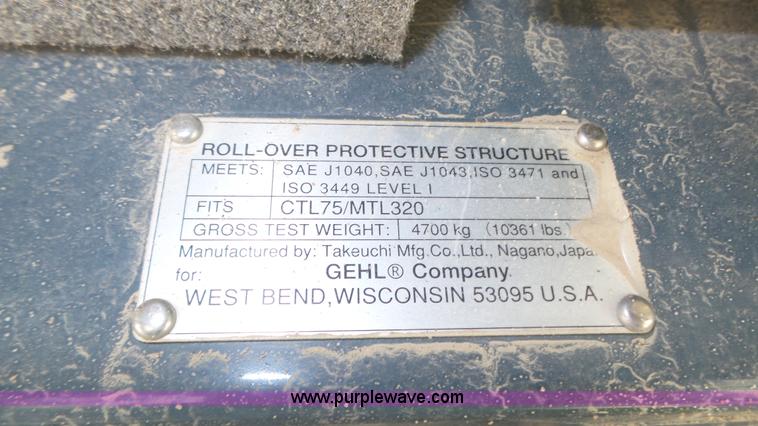 ROLL-OVER PROTECTIVE STRUCTURE
MEETS: SAE J1040,SAE J1043,ISO 3471 and
ISO 3449 LEVEL I
FITS CTL75/MTL320
GROSS TEST WEIGHT: 4700 kg (10361 lbs.)
Manufactured by: Takeuchi Mfg.Co.,Ltd., Nagano,Japa
for: GEHL® Company.
WEST BEND,WISCONSIN 53095 U.S.A.
www.purplewave.com